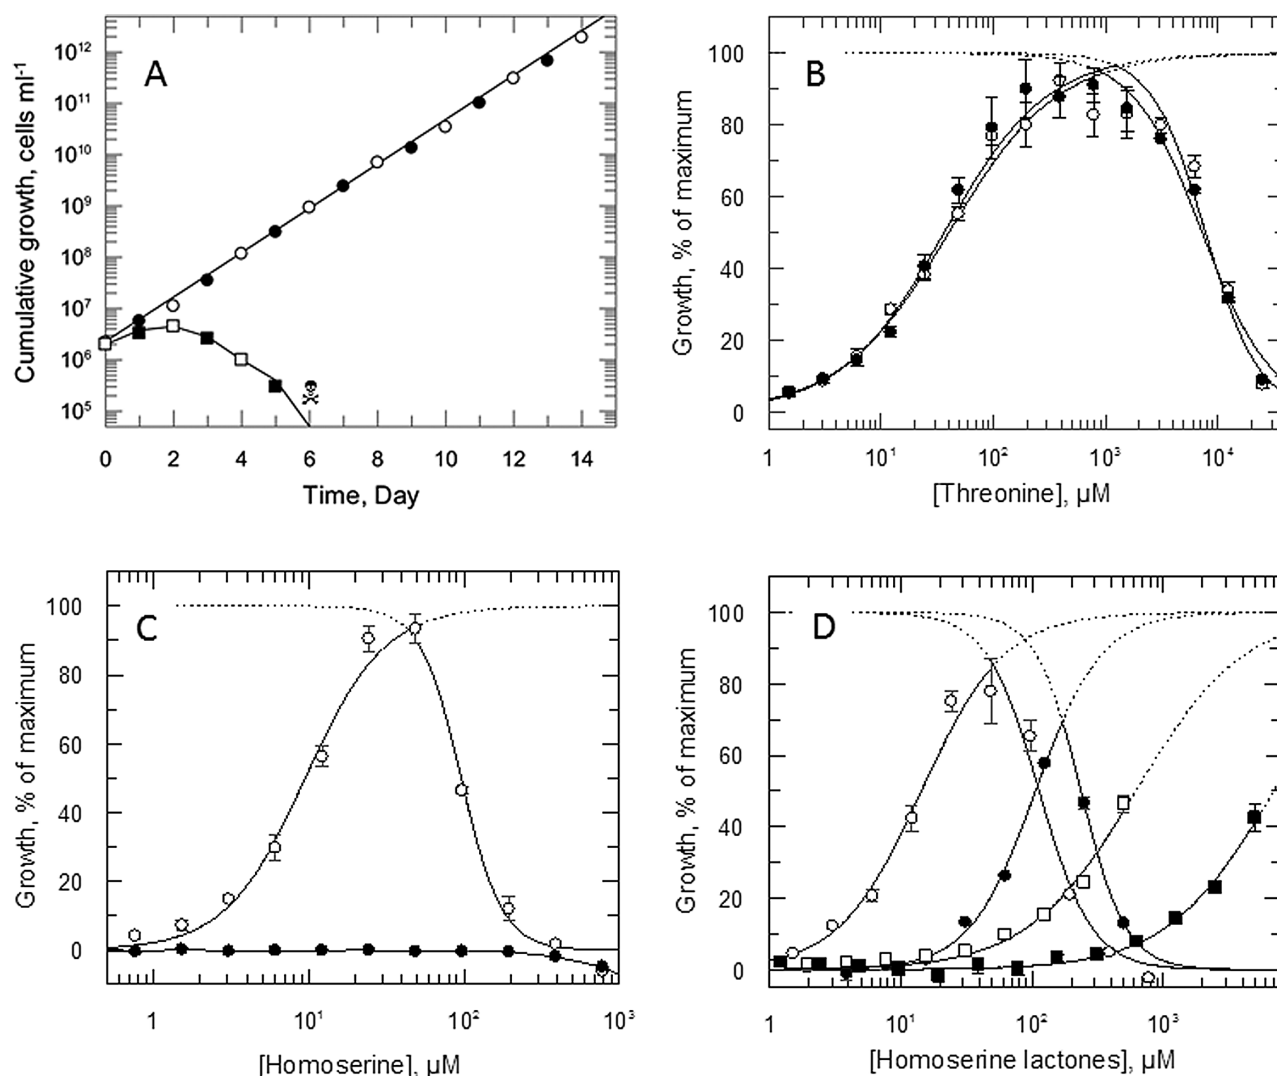 A
Cumulative growth, cells ml⁻¹
10¹²
10¹¹
10¹⁰
10⁹
10⁸
10⁷
10⁶
10⁵
0 2 4 6 8 10 12 14
Time, Day
B
Growth, % of maximum
100
80
60
40
20
0
1 10¹ 10² 10³ 10⁴
[Threonine], µM
C
Growth, % of maximum
100
80
60
40
20
0
1 10¹ 10² 10³
[Homoserine], µM
D
Growth, % of maximum
100
80
60
40
20
0
1 10¹ 10² 10³
[Homoserine lactones], µM